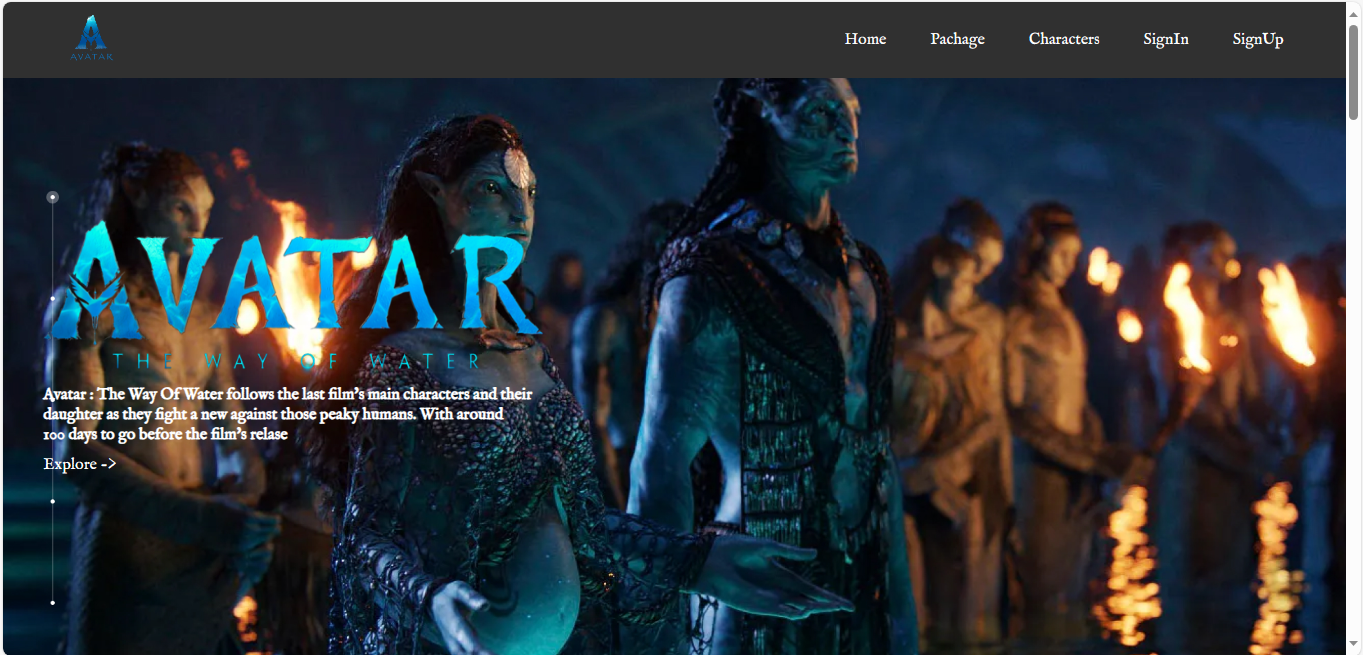 AVATAR
Home Pachage Characters SignIn SignUp
AVATAR
THE WAY OF WATER
Avatar : The Way Of Water follows the last film's main characters and their
daughter as they fight a new against those peaky humans. With around
100 days to go before the film's relase
Explore ->